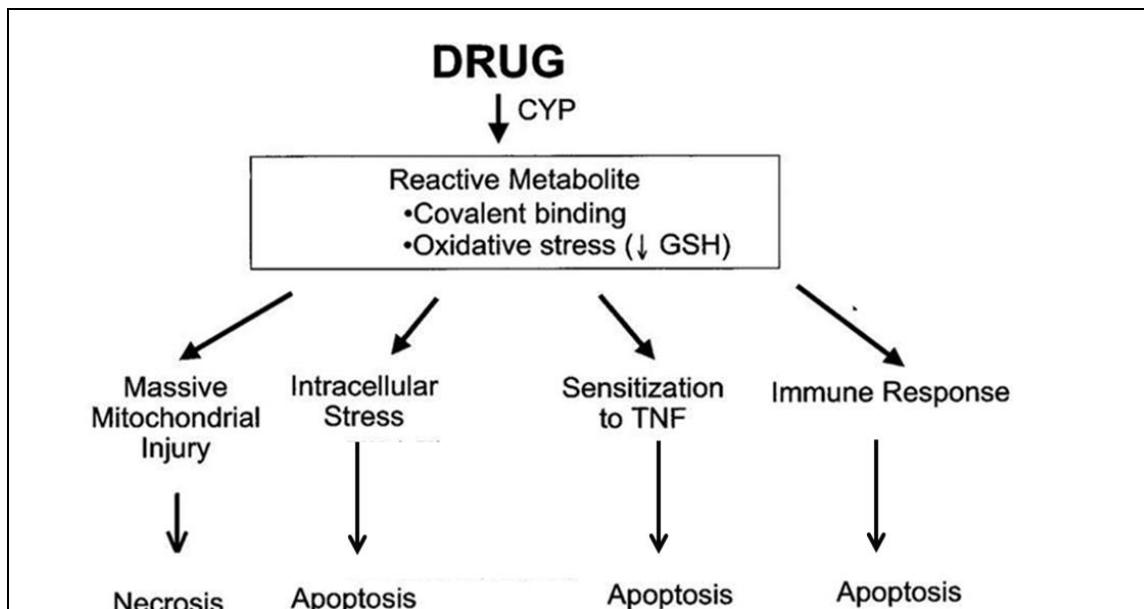 DRUG
CYP
Reactive Metabolite
•Covalent binding
•Oxidative stress (↓ GSH)
Massive
Mitochondrial
Injury
Intracellular
Stress
Sensitization
to TNF
Immune Response
Necrosis
Apoptosis
Apoptosis
Apoptosis